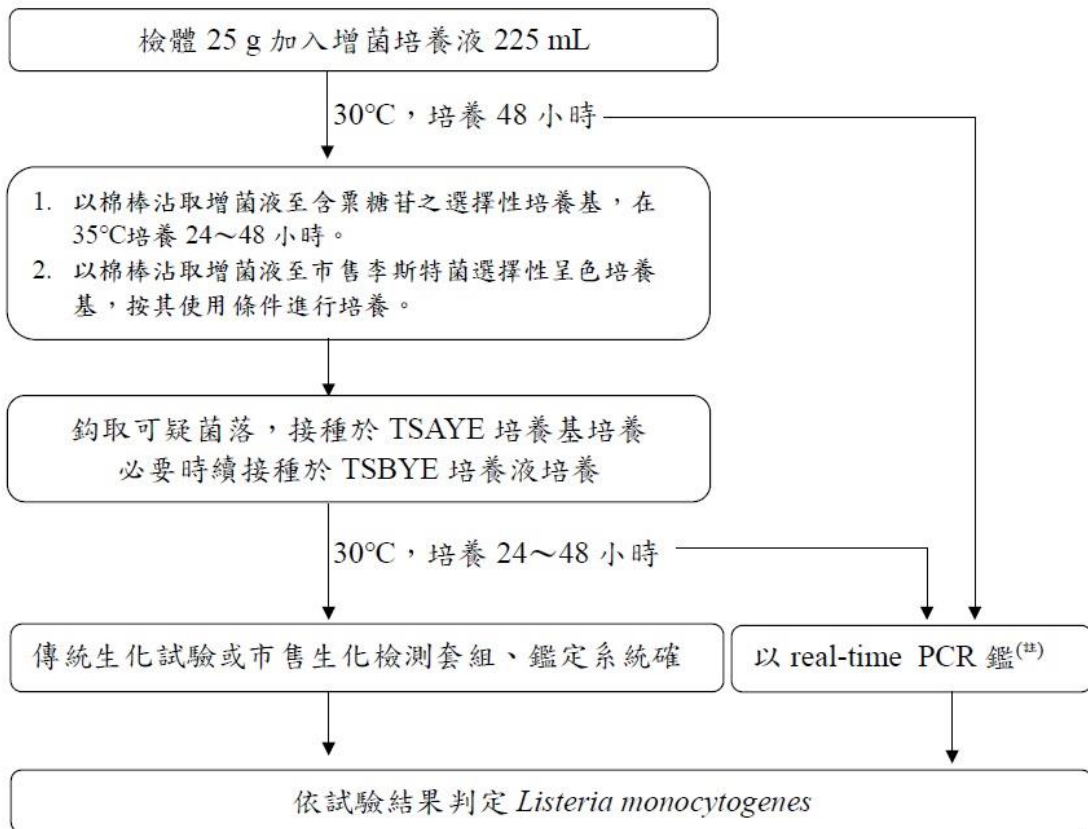 檢體 25 g 加入增菌培養液 225 mL
30℃，培養 48 小時
1. 以棉棒沾取增菌液至含粟糖苷之選擇性培養基，在
35℃培養 24～48 小時。
2. 以棉棒沾取增菌液至市售李斯特菌選擇性呈色培養
基，按其使用條件進行培養。
鈎取可疑菌落，接種於 TSAYE 培養基培養
必要時續接種於 TSBYE 培養液培養
30℃，培養 24～48 小時
傳統生化試驗或市售生化檢測套組、鑑定系統確
以 real-time PCR 鑑(註)
依試驗結果判定 Listeria monocytogenes